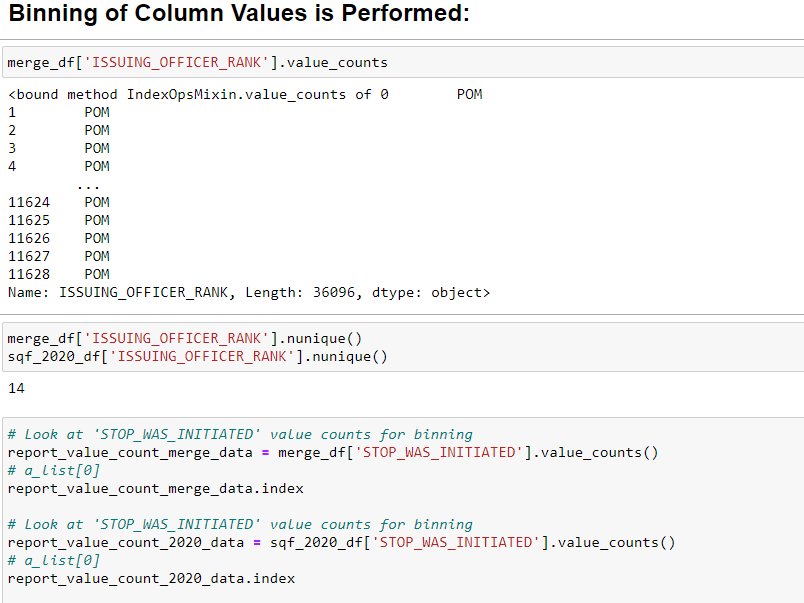 Binning of Column Values is Performed:
merge_df['ISSUING_OFFICER_RANK'].value_counts
<bound method IndexOpsMixin.value_counts of 0        POM
1        POM
2        POM
3        POM
4        POM
        ...
11624    POM
11625    POM
11626    POM
11627    POM
11628    POM
Name: ISSUING_OFFICER_RANK, Length: 36096, dtype: object>
merge_df['ISSUING_OFFICER_RANK'].nunique()
sqf_2020_df['ISSUING_OFFICER_RANK'].nunique()
14
# Look at 'STOP_WAS_INITIATED' value counts for binning
report_value_count_merge_data = merge_df['STOP_WAS_INITIATED'].value_counts()
# a_list[0]
report_value_count_merge_data.index
# Look at 'STOP_WAS_INITIATED' value counts for binning
report_value_count_2020_data = sqf_2020_df['STOP_WAS_INITIATED'].value_counts()
# a_list[0]
report_value_count_2020_data.index